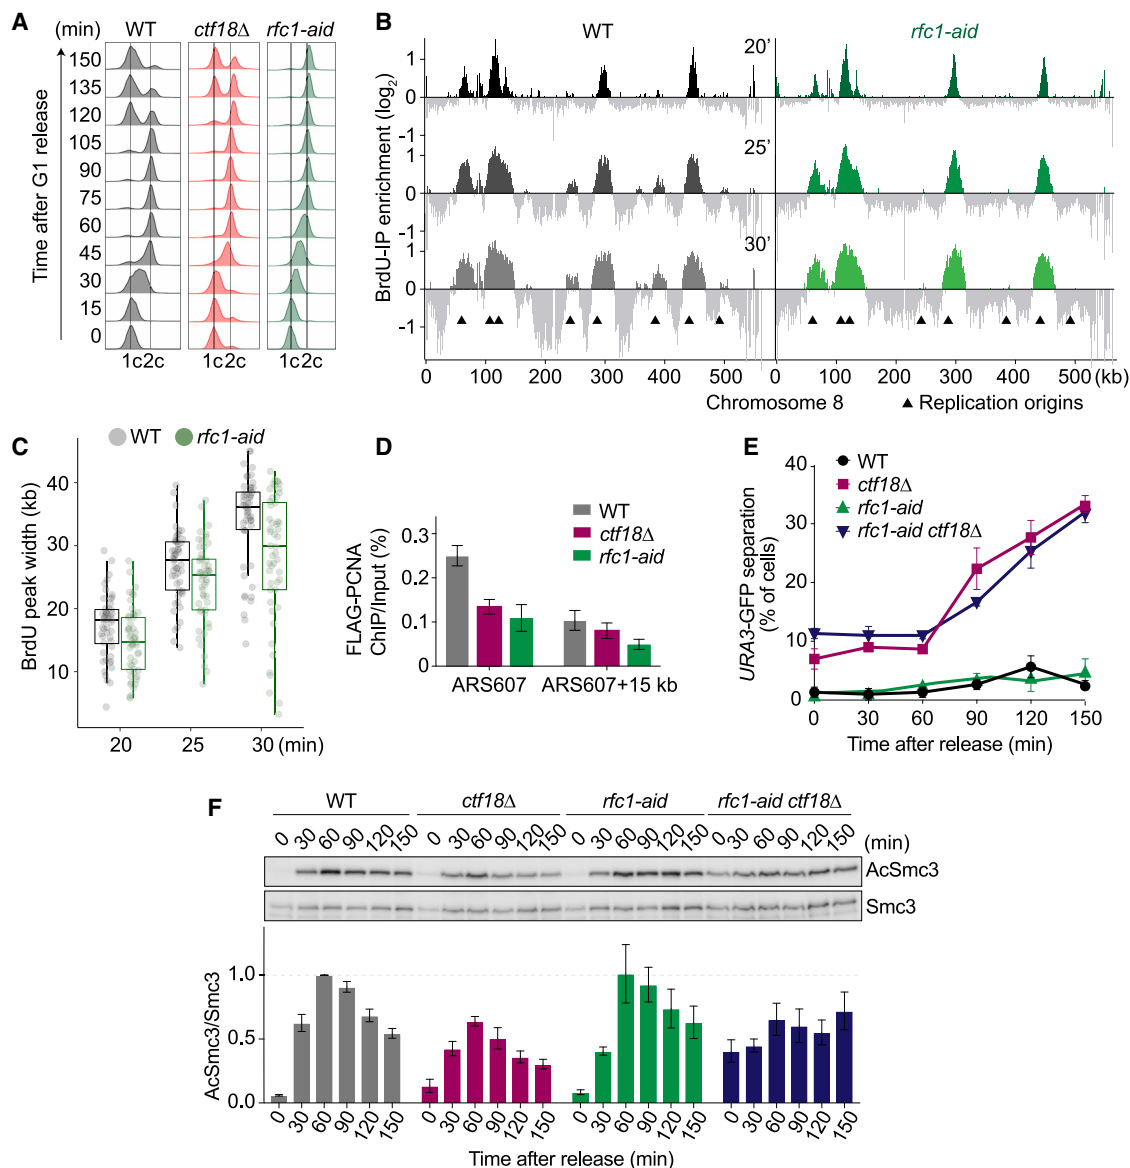 A
(min)
WT
ctf18Δ
rfc1-aid
Time after G1 release
150
135
120
105
90
75
60
45
30
15
0
1c2c
1c2c
1c2c
B
WT
rfc1-aid
BrdU-IP enrichment (log2)
1
0
-1
1
0
-1
1
0
-1
20'
25'
30'
0 100 200 300 400 500
0 100 200 300 400 500 (kb)
Chromosome 8
▲ Replication origins
C
WT
rfc1-aid
BrdU peak width (kb)
40
30
20
10
20 25 30 (min)
D
WT
ctf18Δ
rfc1-aid
FLAG-PCNA
ChIP/Input (%)
0.3
0.2
0.1
0
ARS607
ARS607+15 kb
E
WT
ctf18Δ
rfc1-aid
rfc1-aid ctf18Δ
URA3-GFP separation
(% of cells)
40
30
20
10
0
0 30 60 90 120 150
Time after release (min)
F
WT
ctf18Δ
rfc1-aid
rfc1-aid ctf18Δ
0 30 60 90 120 150
0 30 60 90 120 150
0 30 60 90 120 150
0 30 60 90 120 150
(min)
AcSmc3
Smc3
AcSmc3/Smc3
1.0
0.5
0.0
0 30 60 90 120 150
0 30 60 90 120 150
0 30 60 90 120 150
0 30 60 90 120 150
Time after release (min)